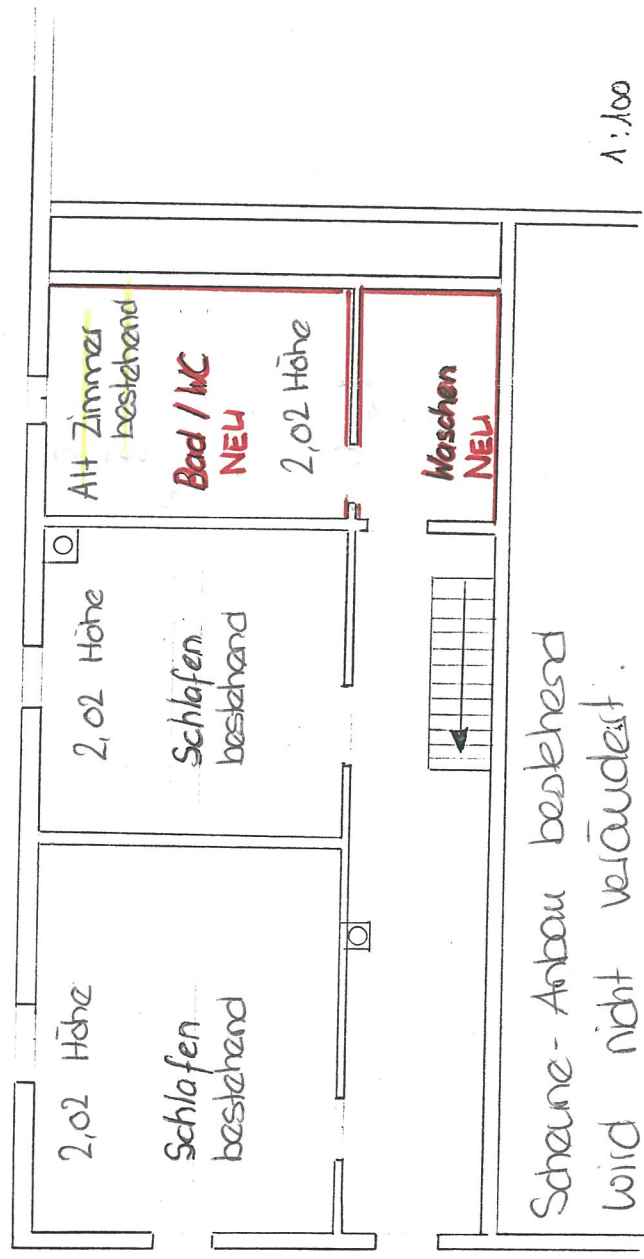 2,02 Höhe
Schlafen
bestehend
2,02 Höhe
Schlafen
bestehend
Alt Zimmer
bestehend
Bad / WC
NEU
2,02 Höhe
Waschen
NEU
Scheune - Anbau bestehend
wird nicht verändert.
1:100